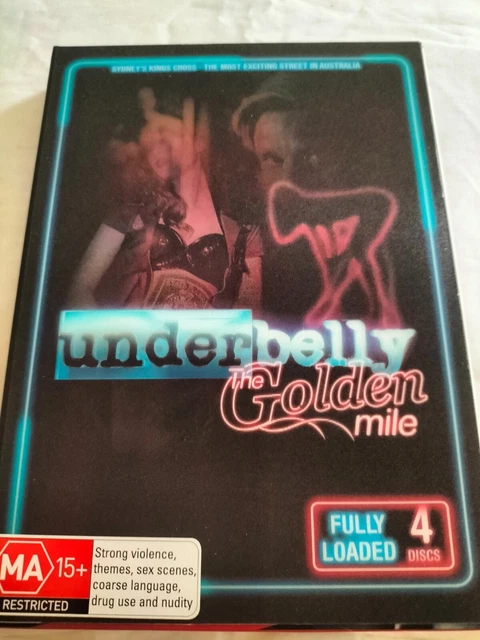 SYDNEY'S KINGS CROSS - THE MOST EXCITING STREET IN AUSTRALIA
underbelly
The
Golden
mile
FULLY
LOADED
4
DISCS
MA 15+
RESTRICTED
Strong violence,
themes, sex scenes,
coarse language,
drug use and nudity